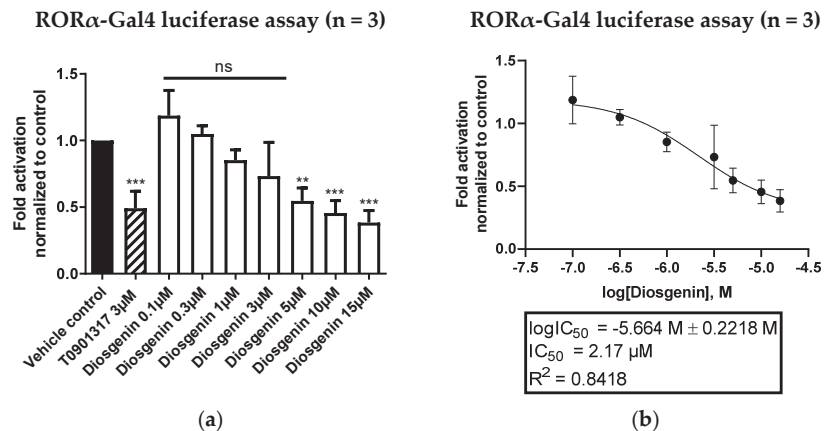 RORα-Gal4 luciferase assay (n = 3)
ns
Fold activation
normalized to control
1.5
1.0
0.5
0.0
***
**
***
***
Vehicle control
T0901317 3µM
Diosgenin 0.1µM
Diosgenin 0.3µM
Diosgenin 1µM
Diosgenin 3µM
Diosgenin 5µM
Diosgenin 10µM
Diosgenin 15µM
(a)
RORα-Gal4 luciferase assay (n = 3)
Fold activation
normalized to control
1.5
1.0
0.5
0.0
-7.5 -7.0 -6.5 -6.0 -5.5 -5.0 -4.5
log[Diosgenin], M
logIC50 = -5.664 M ± 0.2218 M
IC50 = 2.17 µM
R2 = 0.8418
(b)